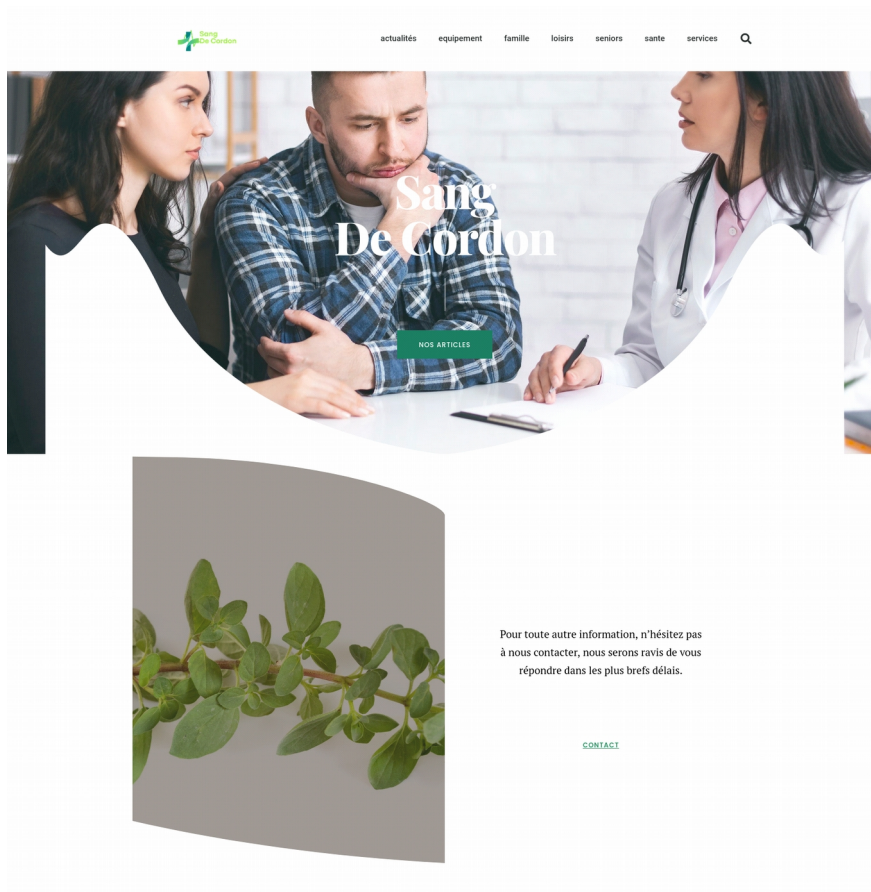 Sang
De Cordon
actualités equipement famille loisirs seniors sante services
Sang
De Cordon
NOS ARTICLES
Pour toute autre information, n'hésitez pas
à nous contacter, nous serons ravis de vous
répondre dans les plus brefs délais.
CONTACT